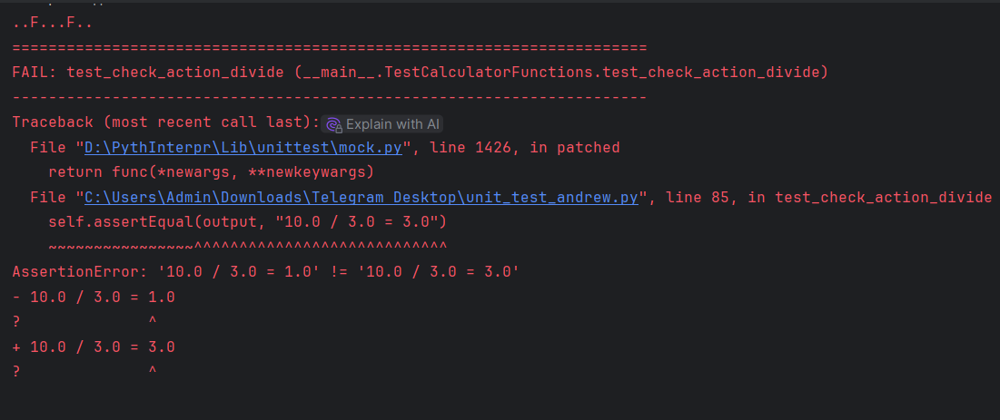 ..F...F..
======================================================================
FAIL: test_check_action_divide (__main__.TestCalculatorFunctions.test_check_action_divide)
----------------------------------------------------------------------
Traceback (most recent call last): Explain with AI
  File "D:\PythInterpr\Lib\unittest\mock.py", line 1426, in patched
    return func(*newargs, **newkeywargs)
  File "C:\Users\Admin\Downloads\Telegram Desktop\unit_test_andrew.py", line 85, in test_check_action_divide
    self.assertEqual(output, "10.0 / 3.0 = 3.0")
    ~~~~~~~~~~~~~~~~^^^^^^^^^^^^^^^^^^^^^^^^^^^^
AssertionError: '10.0 / 3.0 = 1.0' != '10.0 / 3.0 = 3.0'
- 10.0 / 3.0 = 1.0
?              ^
+ 10.0 / 3.0 = 3.0
?              ^